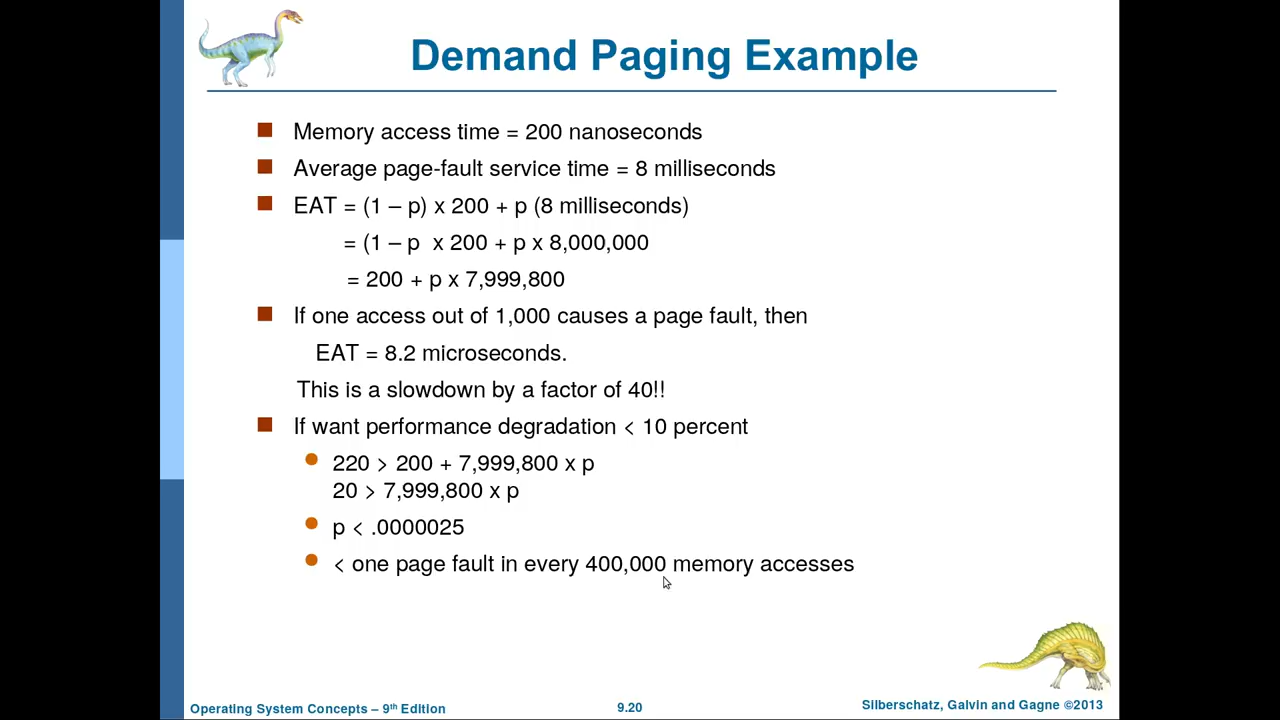 Demand Paging Example
Memory access time = 200 nanoseconds
Average page-fault service time = 8 milliseconds
EAT = (1 – p) x 200 + p (8 milliseconds)
= (1 – p x 200 + p x 8,000,000
= 200 + p x 7,999,800
If one access out of 1,000 causes a page fault, then
EAT = 8.2 microseconds.
This is a slowdown by a factor of 40!!
If want performance degradation < 10 percent
220 > 200 + 7,999,800 x p
20 > 7,999,800 x p
p < .0000025
< one page fault in every 400,000 memory accesses
Operating System Concepts – 9th Edition
9.20
Silberschatz, Galvin and Gagne ©2013